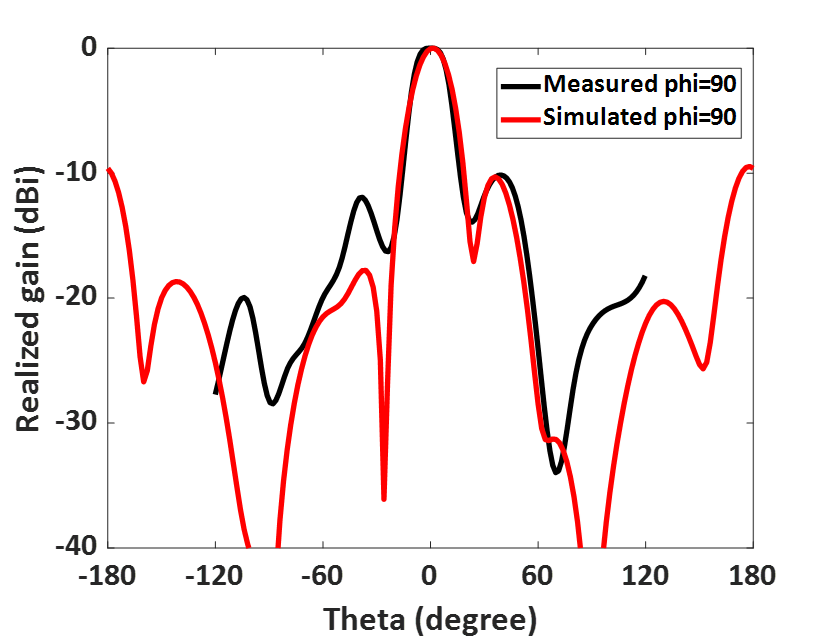 0
-10
-20
-30
-40
-180 -120 -60 0 60 120 180
Realized gain (dBi)
Theta (degree)
Measured phi=90
Simulated phi=90